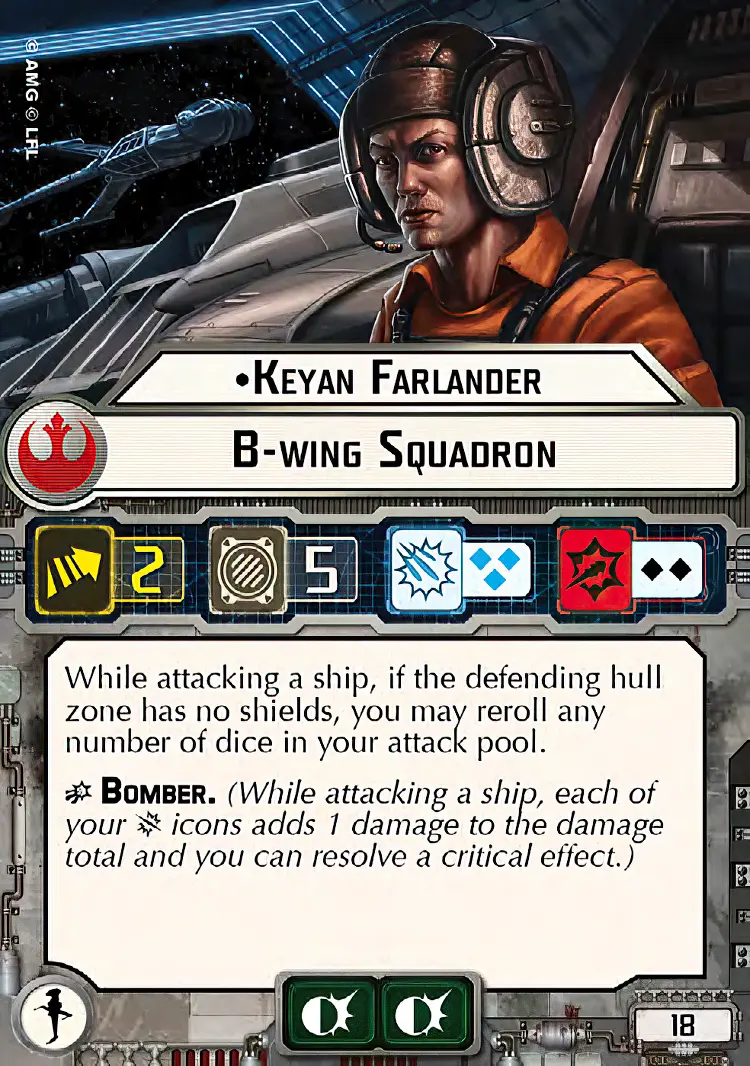 © AMG © LFL
•Keyan Farlander
B-wing Squadron
2
5
While attacking a ship, if the defending hull
zone has no shields, you may reroll any
number of dice in your attack pool.
Bomber. (While attacking a ship, each of
your icons adds 1 damage to the damage
total and you can resolve a critical effect.)
18